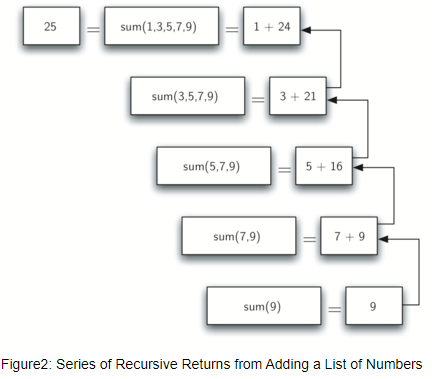 25 = sum(1,3,5,7,9) = 1 + 24
sum(3,5,7,9) = 3 + 21
sum(5,7,9) = 5 + 16
sum(7,9) = 7 + 9
sum(9) = 9
Figure2: Series of Recursive Returns from Adding a List of Numbers